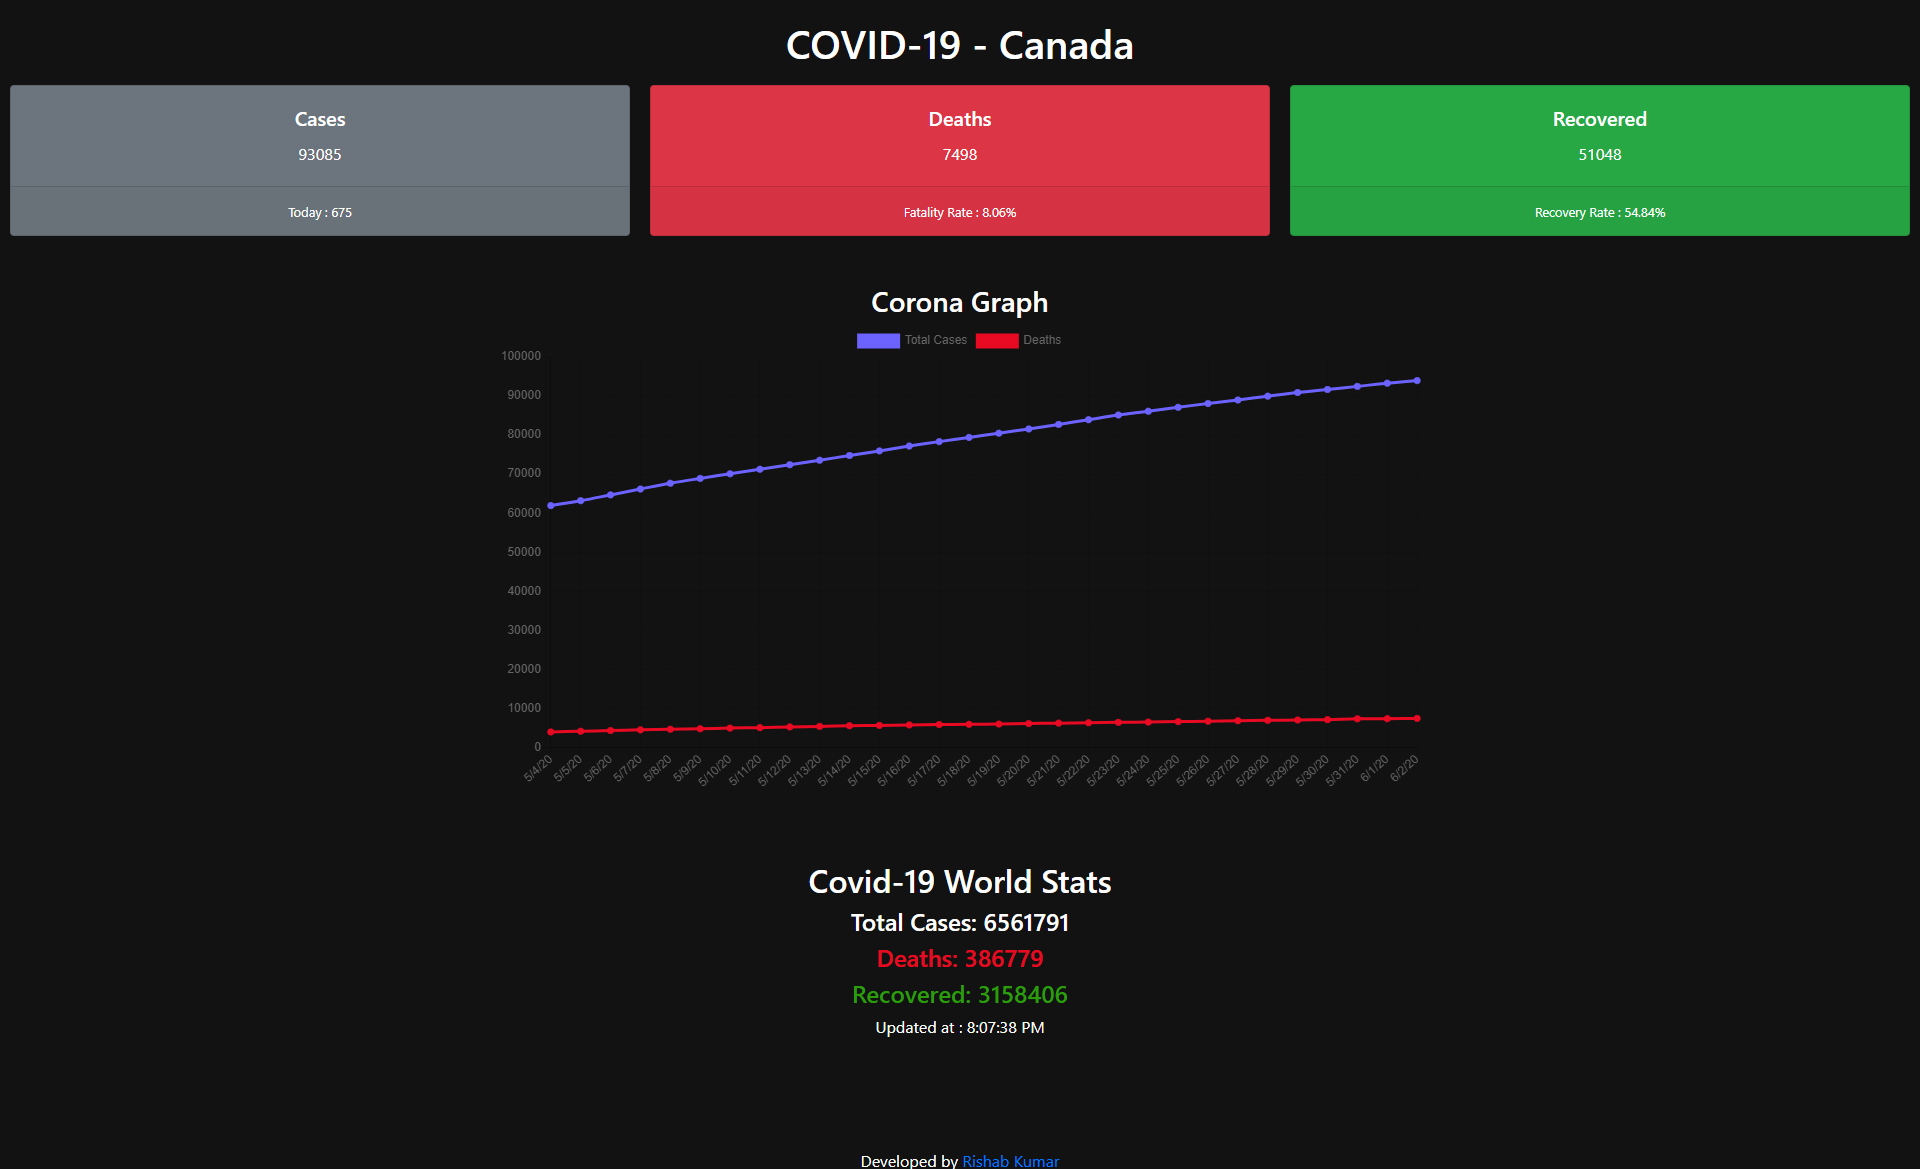 COVID-19 - Canada
Cases
93085
Today : 675
Deaths
7498
Fatality Rate : 8.06%
Recovered
51048
Recovery Rate : 54.84%
Corona Graph
Total Cases Deaths
100000
90000
80000
70000
60000
50000
40000
30000
20000
10000
0
5/4/20 5/5/20 5/6/20 5/7/20 5/8/20 5/9/20 5/10/20 5/11/20 5/12/20 5/13/20 5/14/20 5/15/20 5/16/20 5/17/20 5/18/20 5/19/20 5/20/20 5/21/20 5/22/20 5/23/20 5/24/20 5/25/20 5/26/20 5/27/20 5/28/20 5/29/20 5/30/20 5/31/20 6/1/20 6/2/20
Covid-19 World Stats
Total Cases: 6561791
Deaths: 386779
Recovered: 3158406
Updated at : 8:07:38 PM
Developed by Rishab Kumar